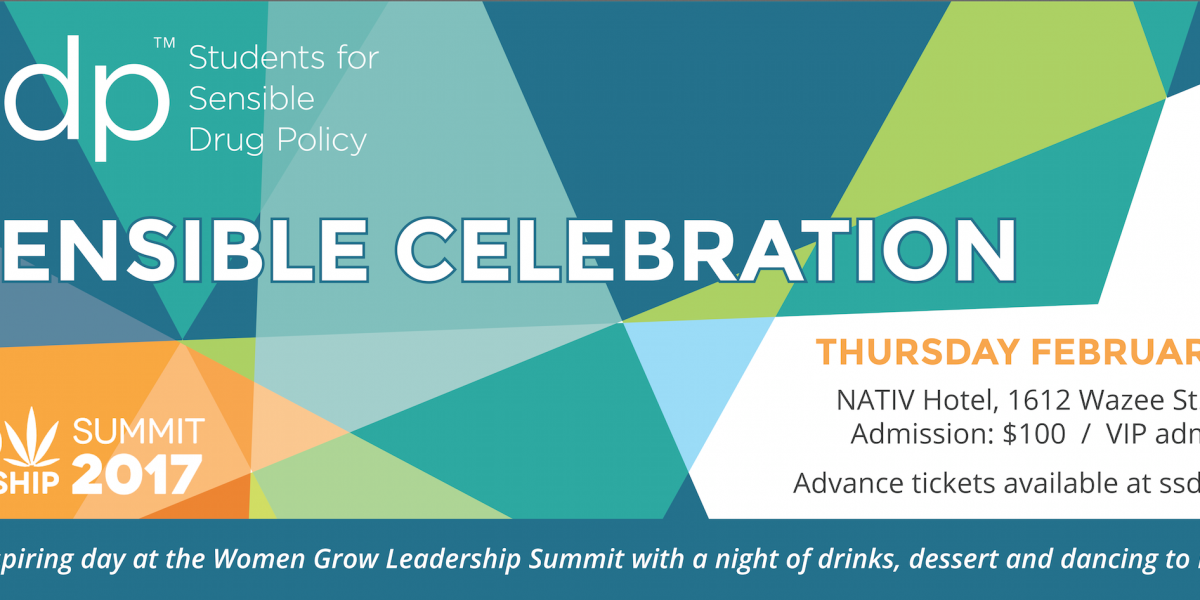 dp™
Students for
Sensible
Drug Policy
ENSIBLE CELEBRATION
THURSDAY FEBRUAR
NATIV Hotel, 1612 Wazee St
Admission: $100 / VIP adm
Advance tickets available at ssd
SUMMIT
SHIP 2017
piring day at the Women Grow Leadership Summit with a night of drinks, dessert and dancing to